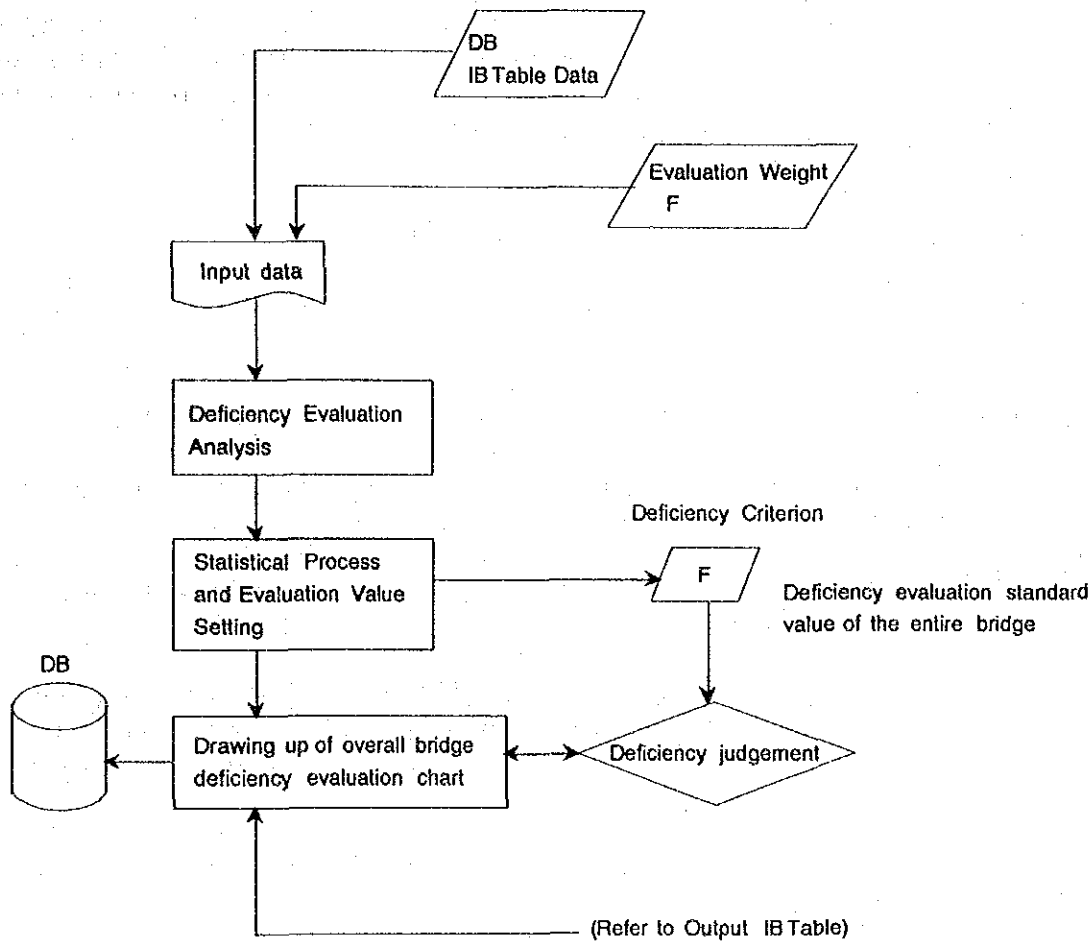 DB
IB Table Data
Evaluation Weight
F
Input data
Deficiency Evaluation
Analysis
Deficiency Criterion
Statistical Process
and Evaluation Value
Setting
F
Deficiency evaluation standard
value of the entire bridge
DB
Drawing up of overall bridge
deficiency evaluation chart
Deficiency judgement
(Refer to Output IB Table)